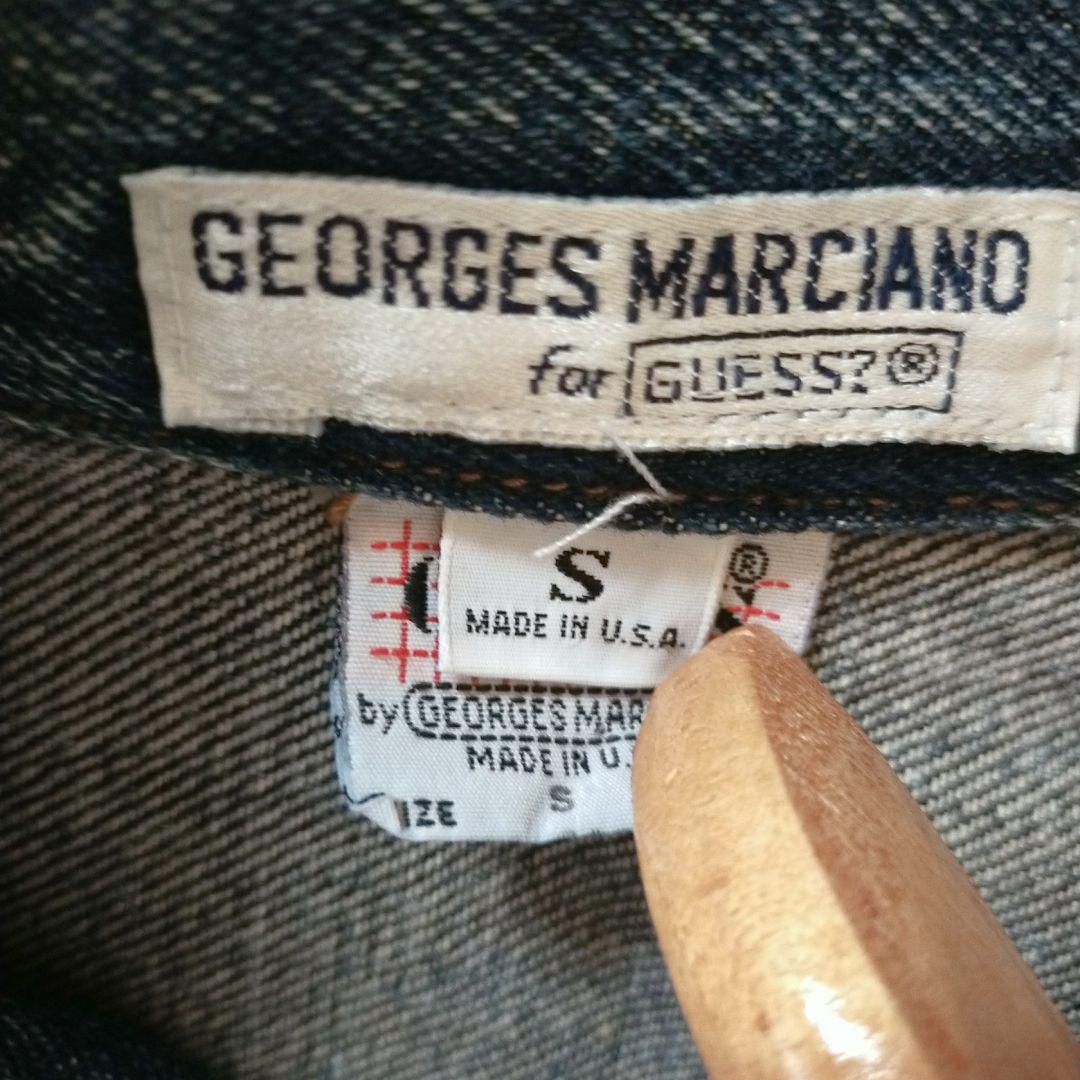 GEORGES MARCIANO
for GUESS?®
S
MADE IN U.S.A.
®
by GEORGES MAR
MADE IN U.
S
IZE